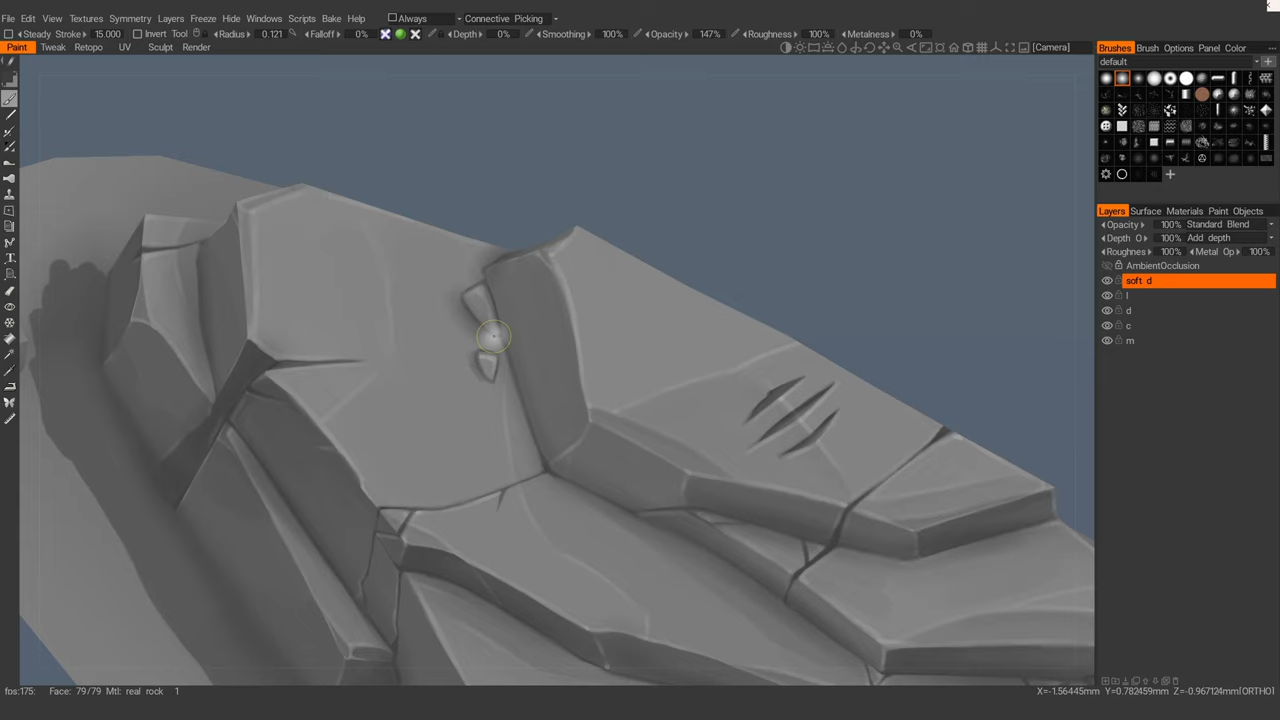 File Edit View Textures Symmetry Layers Freeze Hide Windows Scripts Bake Help Always Connective Picking
Steady Stroke 15.000 Invert Tool Radius 0.121 Falloff 0% Depth 0% Smoothing 100% Opacity 147% Roughness 100% Metalness 0%
Paint Tweak Retopo UV Sculpt Render [Camera] Brushes Brush Options Panel Color
default
Layers Surface Materials Paint Objects
Opacity 100% Standard Blend
Depth O 100% Add depth
Roughness 100% Metal Op 100%
AmbientOcclusion
soft d
l
d
c
m
fps:175: Face: 79/79 Mtl: real rock 1 X=-1.56445mm Y=0.782459mm Z=-0.967124m[ORTHO]